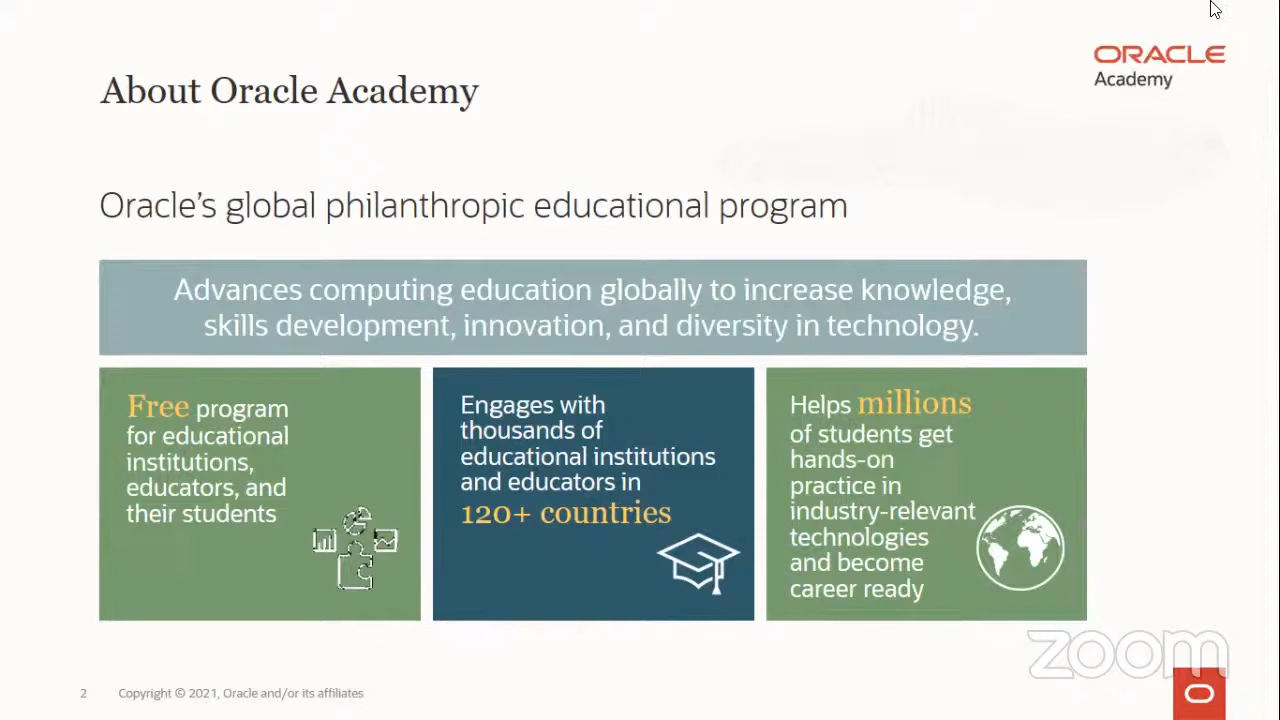 ORACLE
Academy
About Oracle Academy
Oracle’s global philanthropic educational program
Advances computing education globally to increase knowledge,
skills development, innovation, and diversity in technology.
Free program
for educational
institutions,
educators, and
their students
Engages with
thousands of
educational institutions
and educators in
120+ countries
Helps millions
of students get
hands-on
practice in
industry-relevant
technologies
and become
career ready
zoom
2 Copyright © 2021, Oracle and/or its affiliates